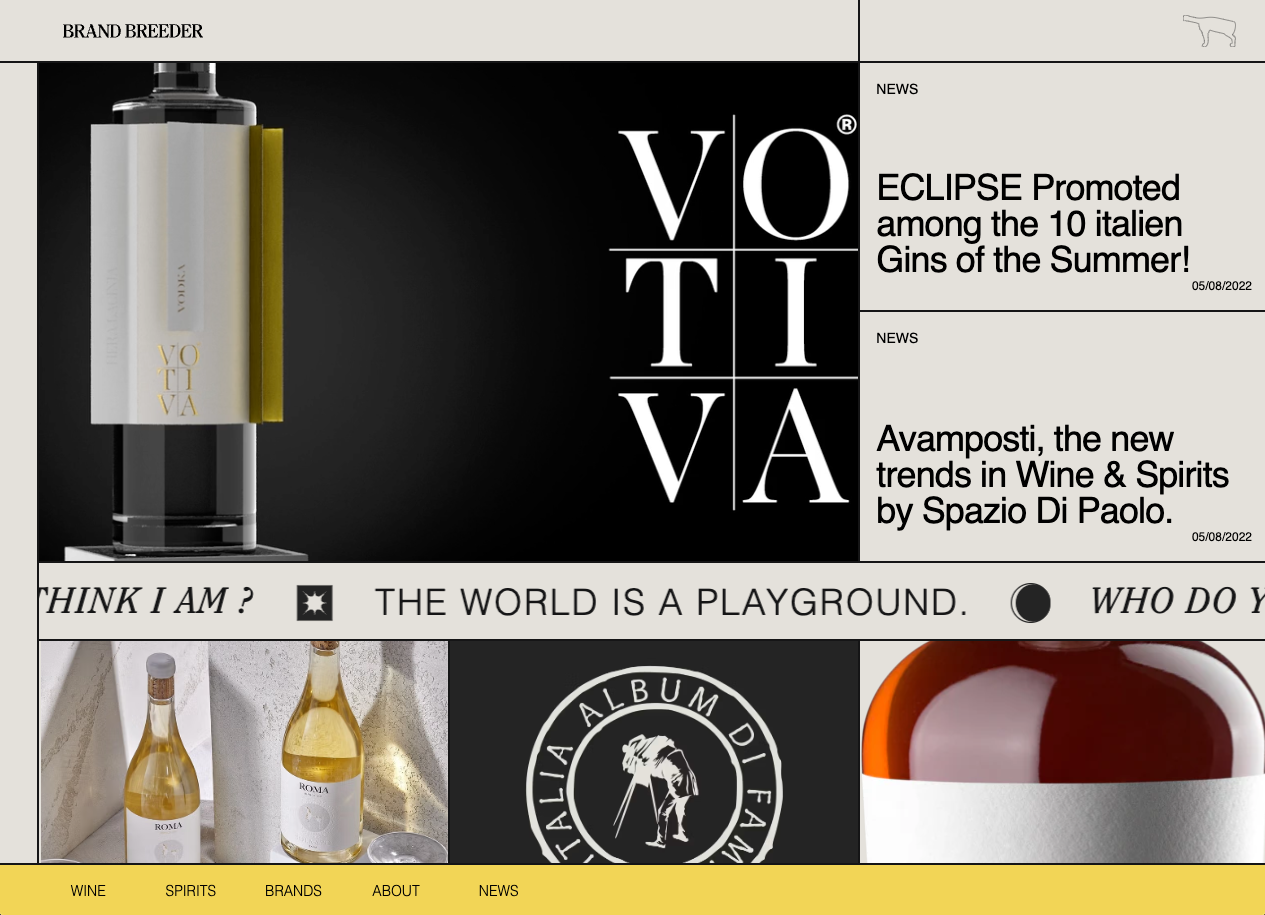 BRAND BREEDER
VODKA
VO
TI
VA
VO®
TI
VA
NEWS
ECLIPSE Promoted
among the 10 italien
Gins of the Summer!
05/08/2022
NEWS
Avamposti, the new
trends in Wine & Spirits
by Spazio Di Paolo.
05/08/2022
THINK I AM ?
THE WORLD IS A PLAYGROUND.
WHO DO Y
ROMA
ROMA
ITALIA ALBUM DI FAM
WINE
SPIRITS
BRANDS
ABOUT
NEWS